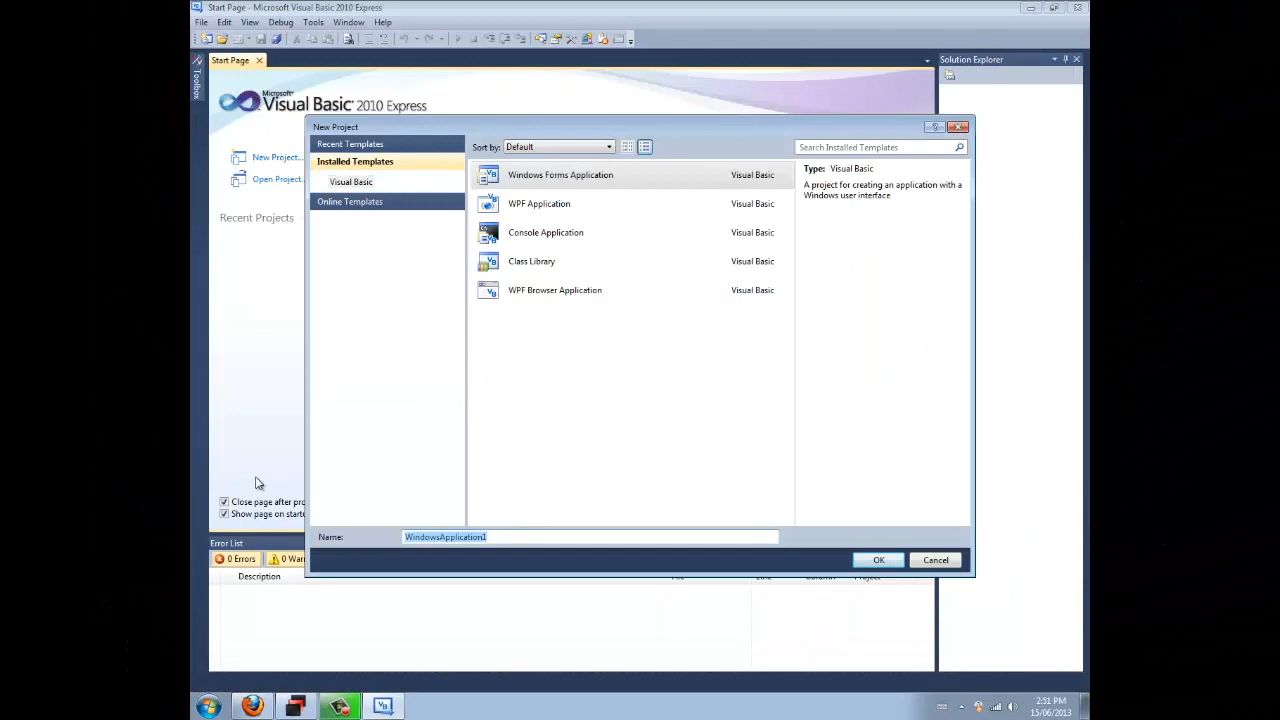 Start Page - Microsoft Visual Basic 2010 Express
File Edit View Debug Tools Window Help
Start Page
Solution Explorer
Toolbox
Microsoft
Visual Basic 2010 Express
New Project...
Open Project.
Recent Projects
Close page after pro
Show page on startu
New Project
Recent Templates
Installed Templates
Visual Basic
Online Templates
Sort by: Default
Search Installed Templates
Windows Forms Application Visual Basic
WPF Application Visual Basic
Console Application Visual Basic
Class Library Visual Basic
WPF Browser Application Visual Basic
Type: Visual Basic
A project for creating an application with a
Windows user interface
Name: WindowsApplication1
OK Cancel
Error List
0 Errors 0 Warn
Description
2:51 PM
15/06/2013